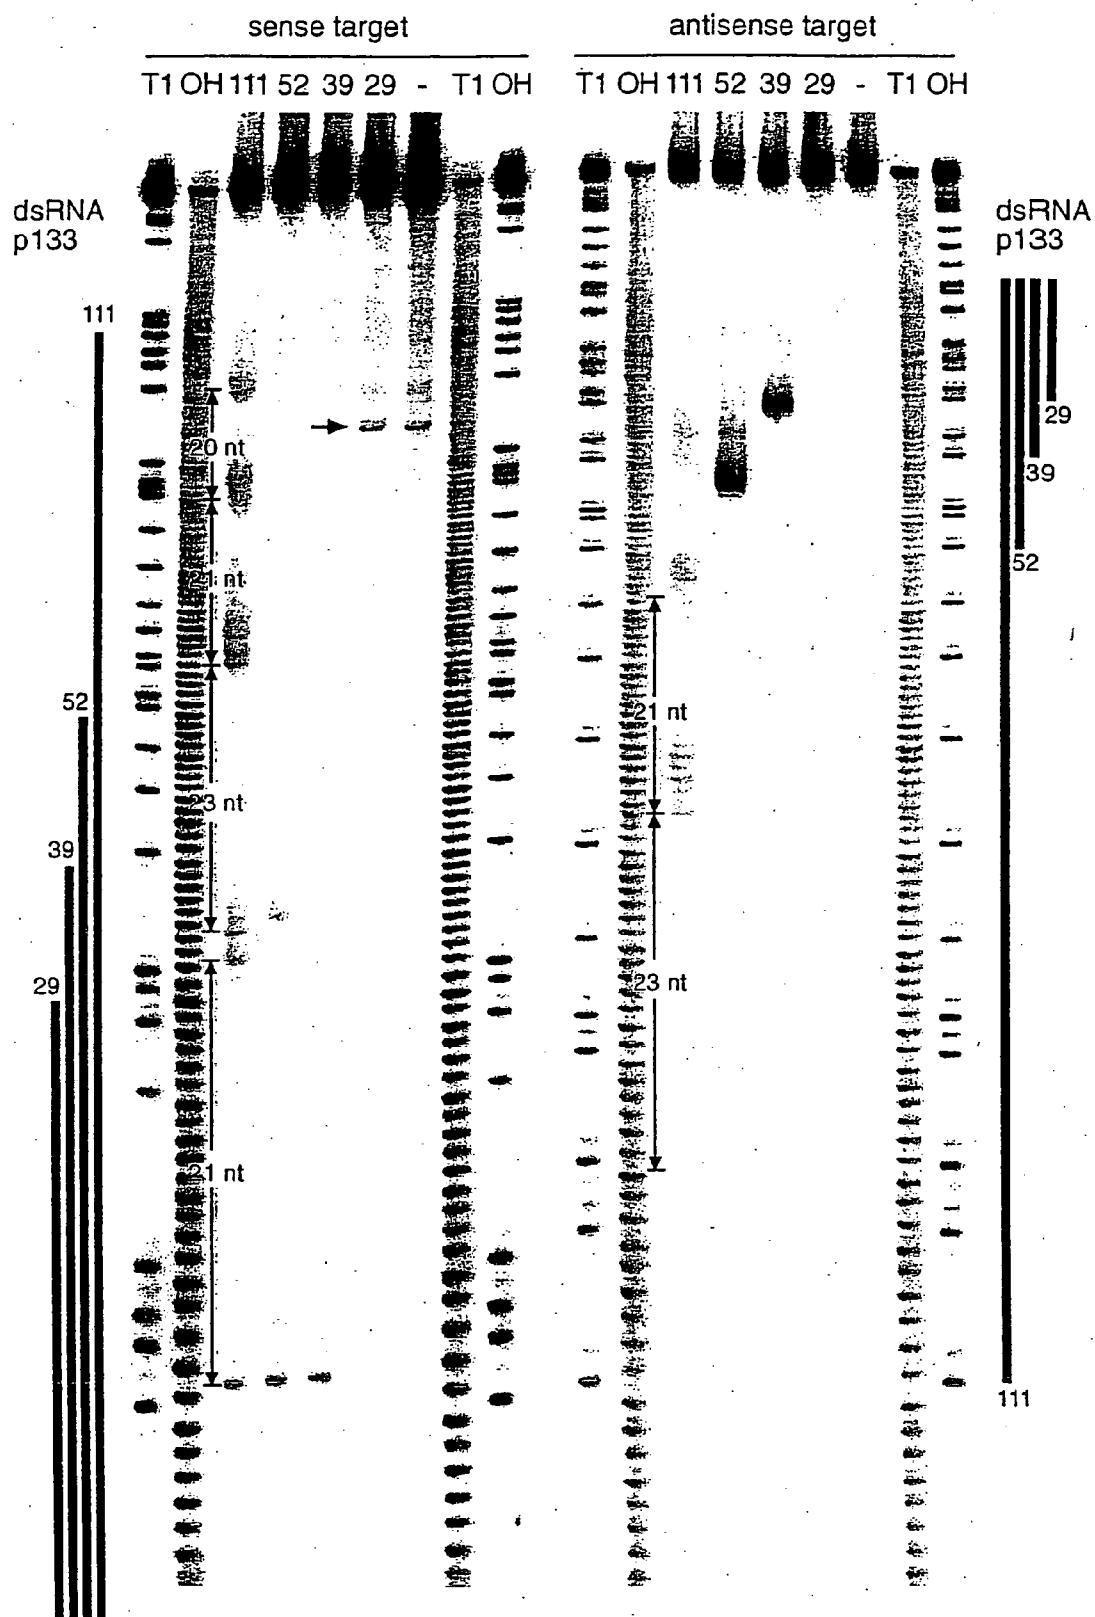 sense target
antisense target
T1 OH 111 52 39 29 - T1 OH
T1 OH 111 52 39 29 - T1 OH
dsRNA
p133
dsRNA
p133
111
29
20 nt
39
52
21 nt
52
21 nt
23 nt
39
23 nt
29
21 nt
111